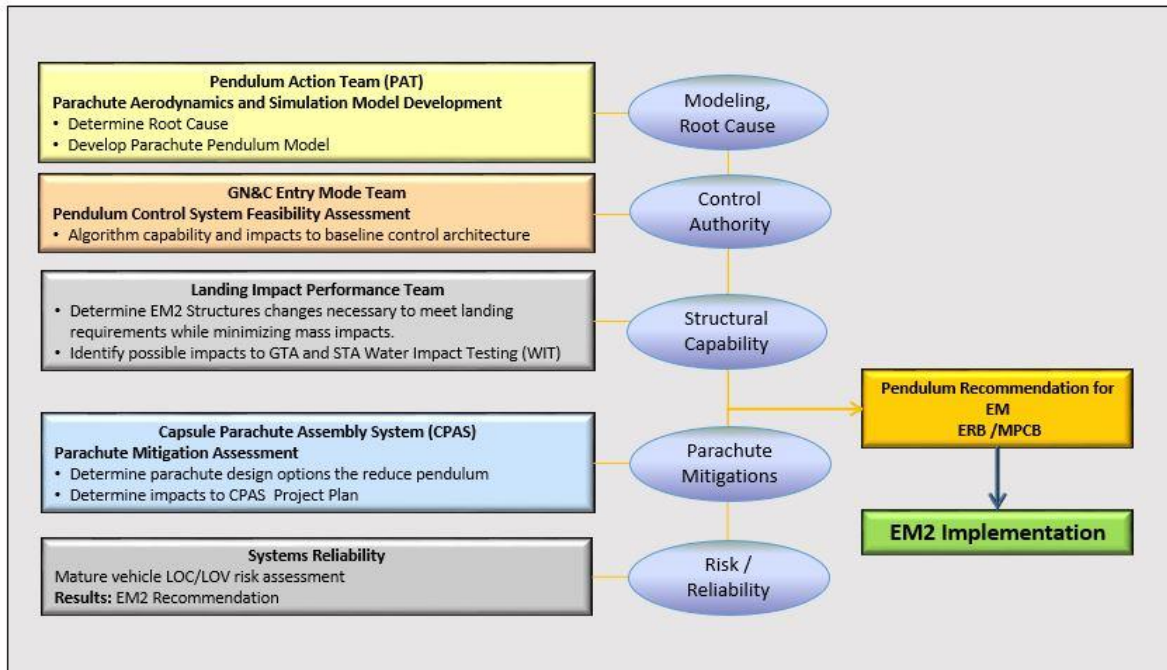 Pendulum Action Team (PAT)
Parachute Aerodynamics and Simulation Model Development
• Determine Root Cause
• Develop Parachute Pendulum Model
Modeling,
Root Cause
GN&C Entry Mode Team
Pendulum Control System Feasibility Assessment
• Algorithm capability and impacts to baseline control architecture
Control
Authority
Landing Impact Performance Team
• Determine EM2 Structures changes necessary to meet landing
requirements while minimizing mass impacts.
• Identify possible impacts to GTA and STA Water Impact Testing (WIT)
Structural
Capability
Pendulum Recommendation for
EM
ERB /MPCB
Capsule Parachute Assembly System (CPAS)
Parachute Mitigation Assessment
• Determine parachute design options the reduce pendulum
• Determine impacts to CPAS Project Plan
Parachute
Mitigations
EM2 Implementation
Systems Reliability
Mature vehicle LOC/LOV risk assessment
Results: EM2 Recommendation
Risk /
Reliability